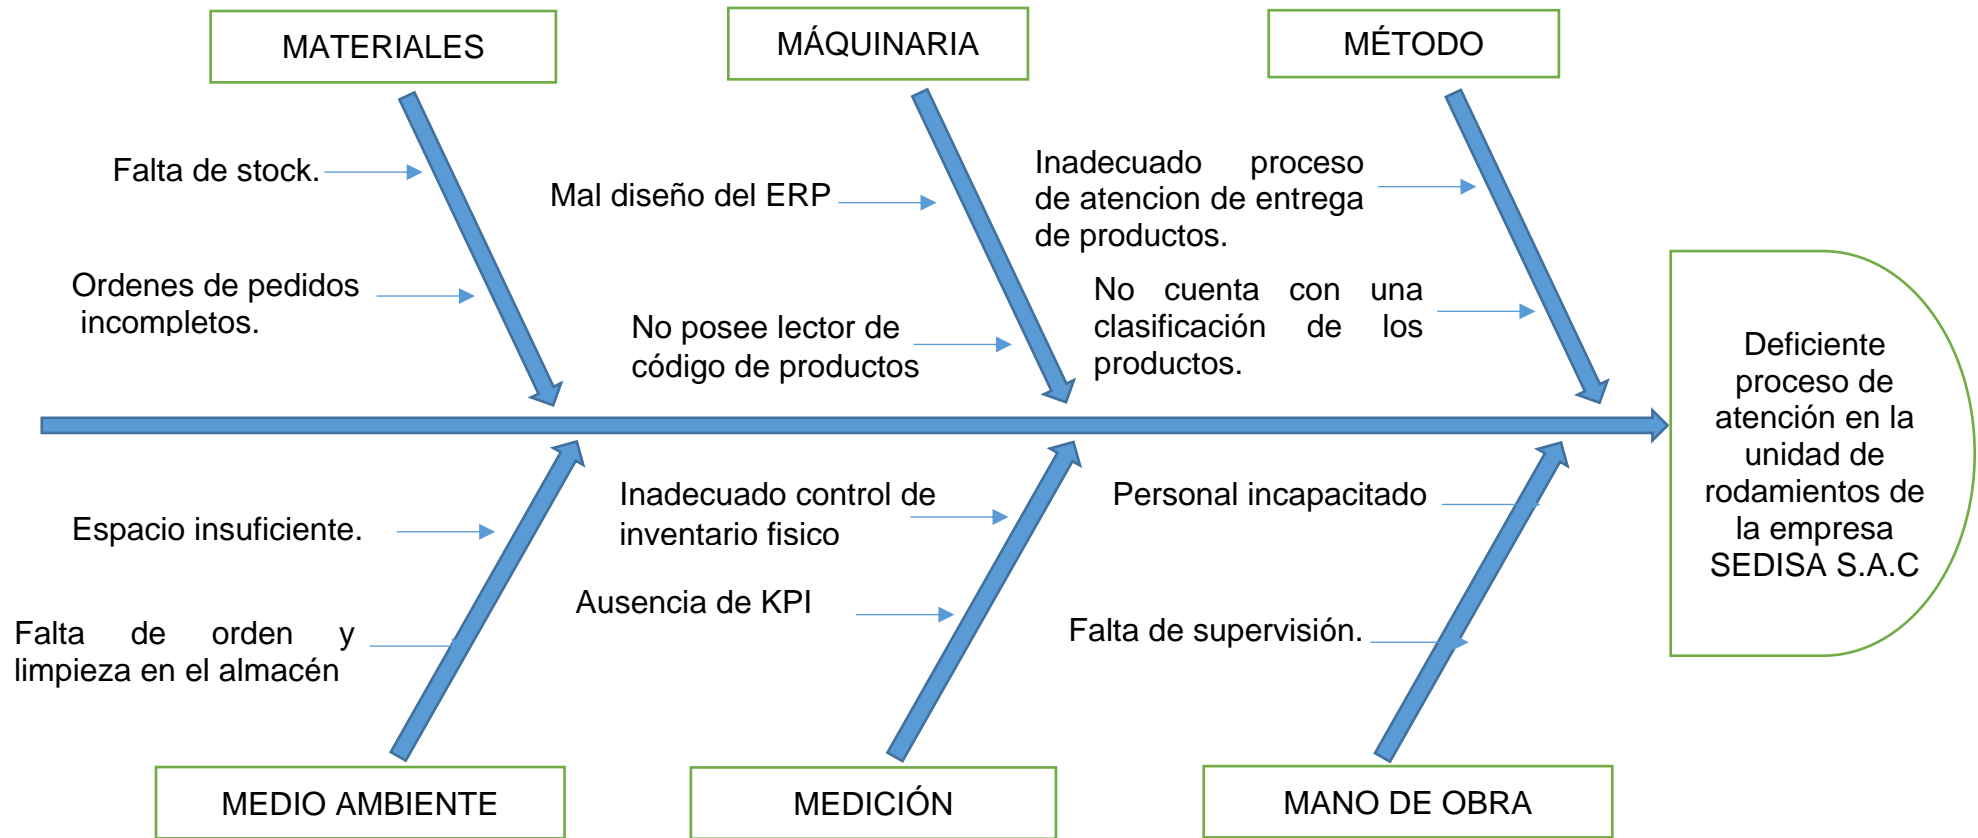 MATERIALES
MÁQUINARIA
MÉTODO
Falta de stock.
Ordenes de pedidos
incompletos.
Mal diseño del ERP
No posee lector de
código de productos
Inadecuado proceso
de atencion de entrega
de productos.
No cuenta con una
clasificación de los
productos.
Deficiente
proceso de
atención en la
unidad de
rodamientos de
la empresa
SEDISA S.A.C
Espacio insuficiente.
Falta de orden y
limpieza en el almacén
Inadecuado control de
inventario fisico
Ausencia de KPI
Personal incapacitado
Falta de supervisión.
MEDIO AMBIENTE
MEDICIÓN
MANO DE OBRA